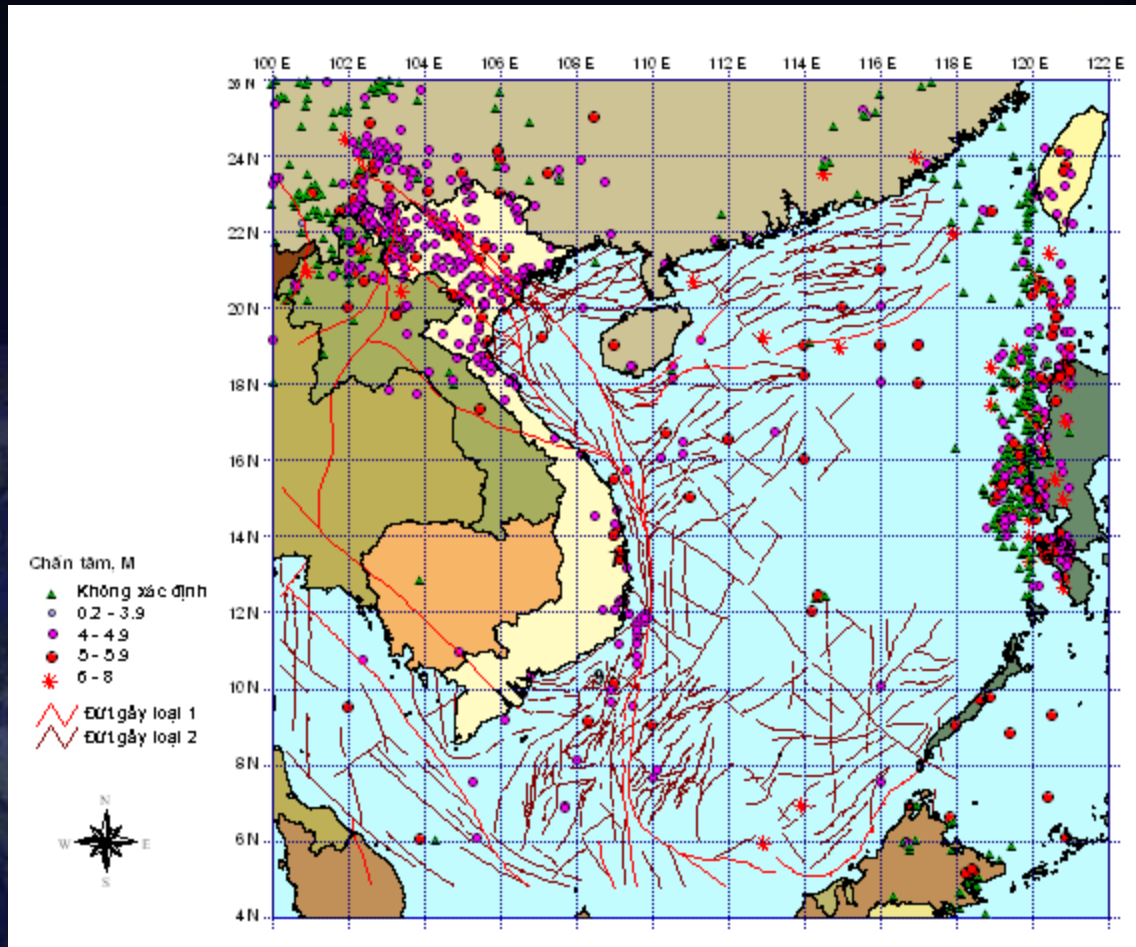 100 E 102 E 104 E 106 E 108 E 110 E 112 E 114 E 116 E 118 E 120 E 122 E
26 N
24 N
22 N
20 N
18 N
16 N
14 N
12 N
10 N
8 N
6 N
4 N
Chấn tâm, M
Không xác định
0.2 - 3.9
4 - 4.9
5 - 5.9
6 - 8
Đứt gãy loại 1
Đứt gãy loại 2
N
W E
S